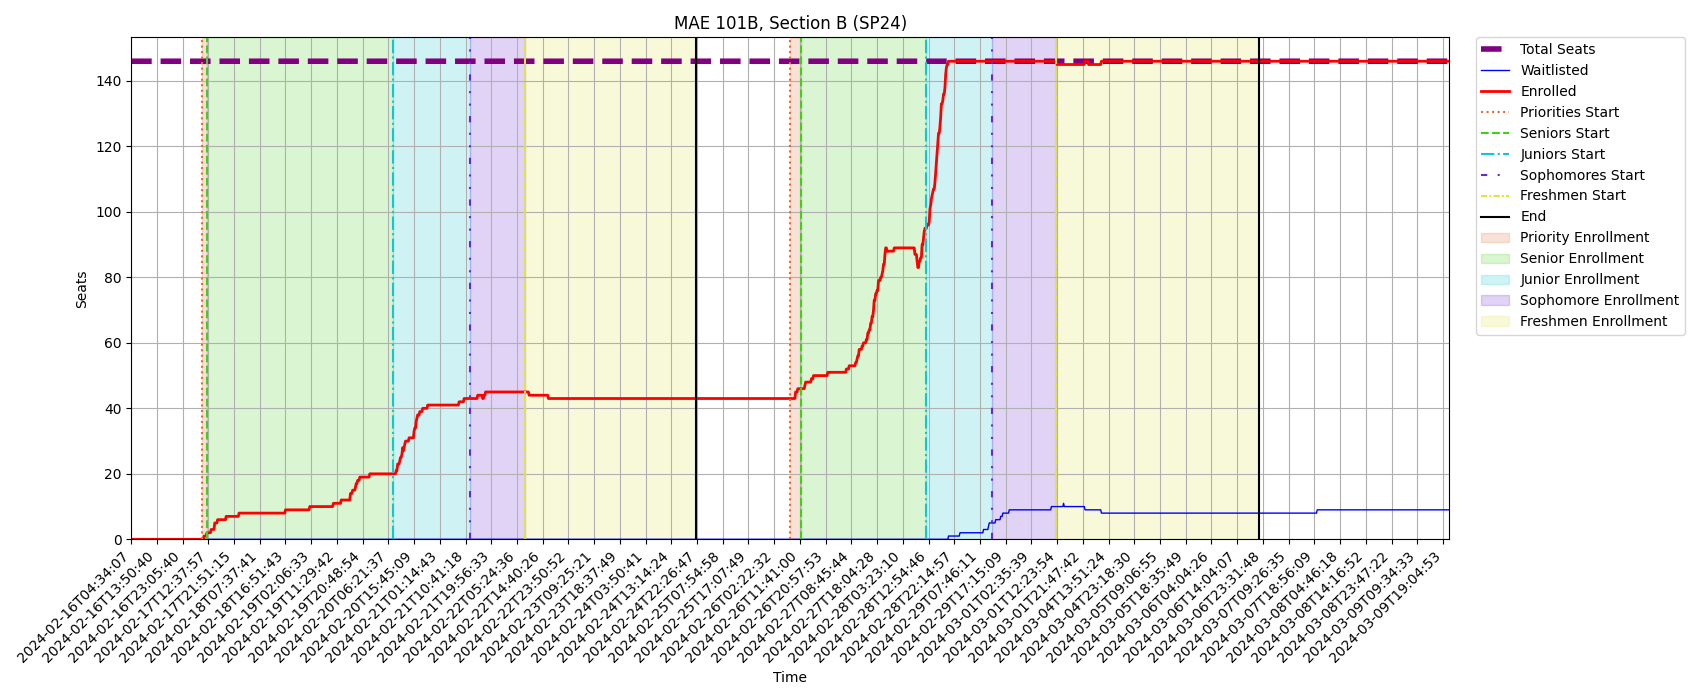 MAE 101B, Section B (SP24)
Seats
140
120
100
80
60
40
20
0
2024-02-16T04:34:07
2024-02-16T13:50:40
2024-02-16T23:05:40
2024-02-17T12:37:57
2024-02-17T21:51:15
2024-02-18T07:37:41
2024-02-18T16:51:43
2024-02-19T02:06:33
2024-02-19T11:29:42
2024-02-19T20:48:54
2024-02-20T06:21:37
2024-02-20T15:45:09
2024-02-21T01:14:43
2024-02-21T10:41:18
2024-02-21T19:56:33
2024-02-22T05:24:36
2024-02-22T14:40:26
2024-02-22T23:50:52
2024-02-23T09:25:21
2024-02-23T18:37:49
2024-02-24T03:50:41
2024-02-24T13:14:24
2024-02-24T22:26:47
2024-02-25T07:54:58
2024-02-25T17:07:49
2024-02-26T02:22:32
2024-02-26T11:41:00
2024-02-26T20:57:53
2024-02-27T08:45:44
2024-02-27T18:04:28
2024-02-28T03:23:10
2024-02-28T12:54:46
2024-02-28T22:14:57
2024-02-29T07:46:11
2024-02-29T17:15:09
2024-03-01T02:35:39
2024-03-01T12:23:54
2024-03-01T21:47:42
2024-03-04T13:51:24
2024-03-04T23:18:30
2024-03-05T09:06:55
2024-03-05T18:35:49
2024-03-06T04:04:26
2024-03-06T14:04:07
2024-03-06T23:31:48
2024-03-07T09:26:35
2024-03-07T18:56:09
2024-03-08T04:46:18
2024-03-08T14:16:52
2024-03-08T23:47:22
2024-03-09T09:34:33
2024-03-09T19:04:53
Time
Total Seats
Waitlisted
Enrolled
Priorities Start
Seniors Start
Juniors Start
Sophomores Start
Freshmen Start
End
Priority Enrollment
Senior Enrollment
Junior Enrollment
Sophomore Enrollment
Freshmen Enrollment